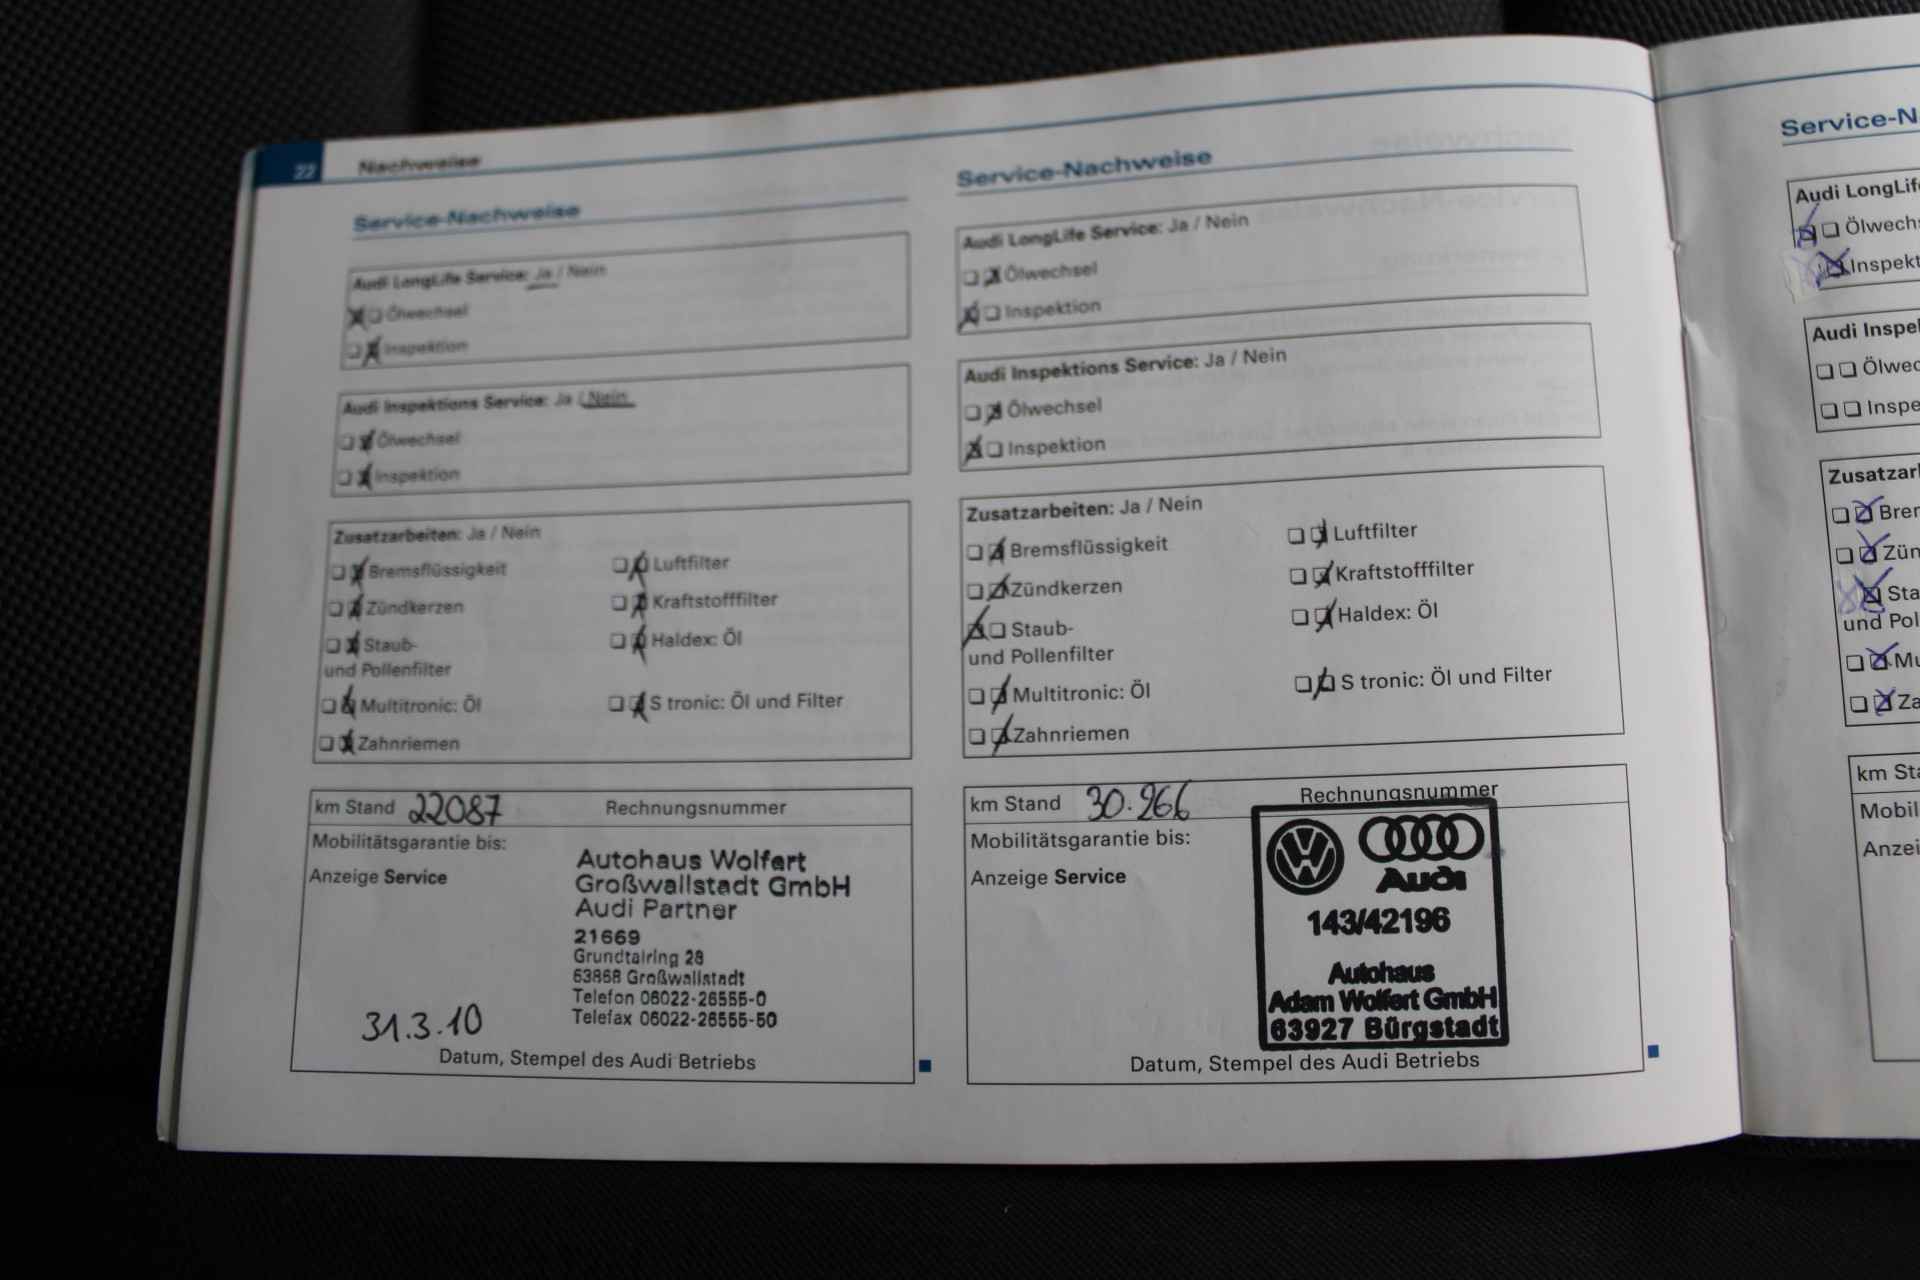 22 Nachweise
Service-Nachweise
Audi LongLife Service: Ja / Nein
Ölwechsel
Inspektion
Audi Inspektions Service: Ja / Nein
Ölwechsel
Inspektion
Zusatzarbeiten: Ja / Nein
Bremsflüssigkeit
Luftfilter
Zündkerzen
Kraftstofffilter
Staub-
und Pollenfilter
Haldex: Öl
Multitronic: Öl
S tronic: Öl und Filter
Zahnriemen
km Stand 22087 Rechnungsnummer
Mobilitätsgarantie bis:
Anzeige Service
Autohaus Wolfert
Großwallstadt GmbH
Audi Partner
21669
Grundtalring 28
63868 Großwallstadt
Telefon 06022-26555-0
Telefax 06022-26555-50
31.3.10
Datum, Stempel des Audi Betriebs
Service-Nachweise
Audi LongLife Service: Ja / Nein
Ölwechsel
Inspektion
Audi Inspektions Service: Ja / Nein
Ölwechsel
Inspektion
Zusatzarbeiten: Ja / Nein
Bremsflüssigkeit
Luftfilter
Zündkerzen
Kraftstofffilter
Staub-
und Pollenfilter
Haldex: Öl
Multitronic: Öl
S tronic: Öl und Filter
Zahnriemen
km Stand 30.266 Rechnungsnummer
Mobilitätsgarantie bis:
Anzeige Service
Audi
143/42196
Autohaus
Adam Wolfert GmbH
63927 Bürgstadt
Datum, Stempel des Audi Betriebs
Service-N
Audi LongLife
Ölwechs
Inspekt
Audi Inspe
Ölwec
Inspe
Zusatzar
Brem
Zün
Sta
und Pol
Mu
Za
km Sta
Mobil
Anzei